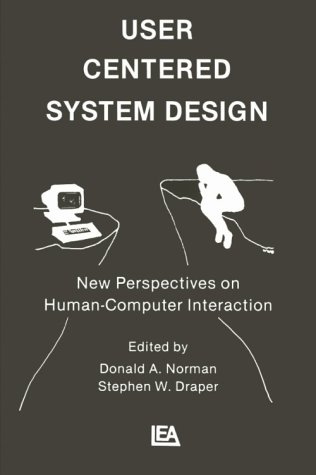 USER
CENTERED
SYSTEM DESIGN
New Perspectives on
Human-Computer Interaction
Edited by
Donald A. Norman
Stephen W. Draper
LEA